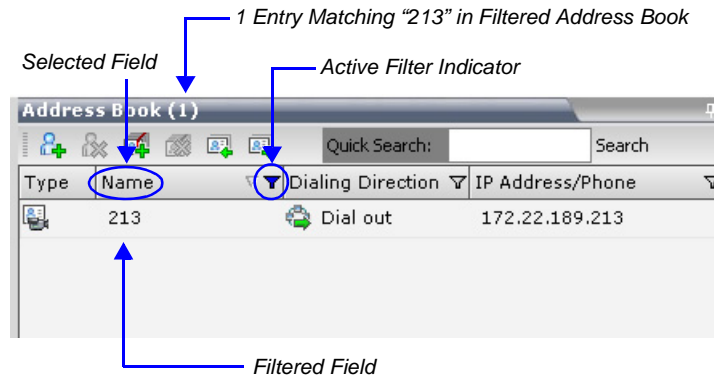 1 Entry Matching “213” in Filtered Address Book
Selected Field
Active Filter Indicator
Address Book (1)
Quick Search: Search
Type Name Dialing Direction IP Address/Phone
213 Dial out 172.22.189.213
Filtered Field